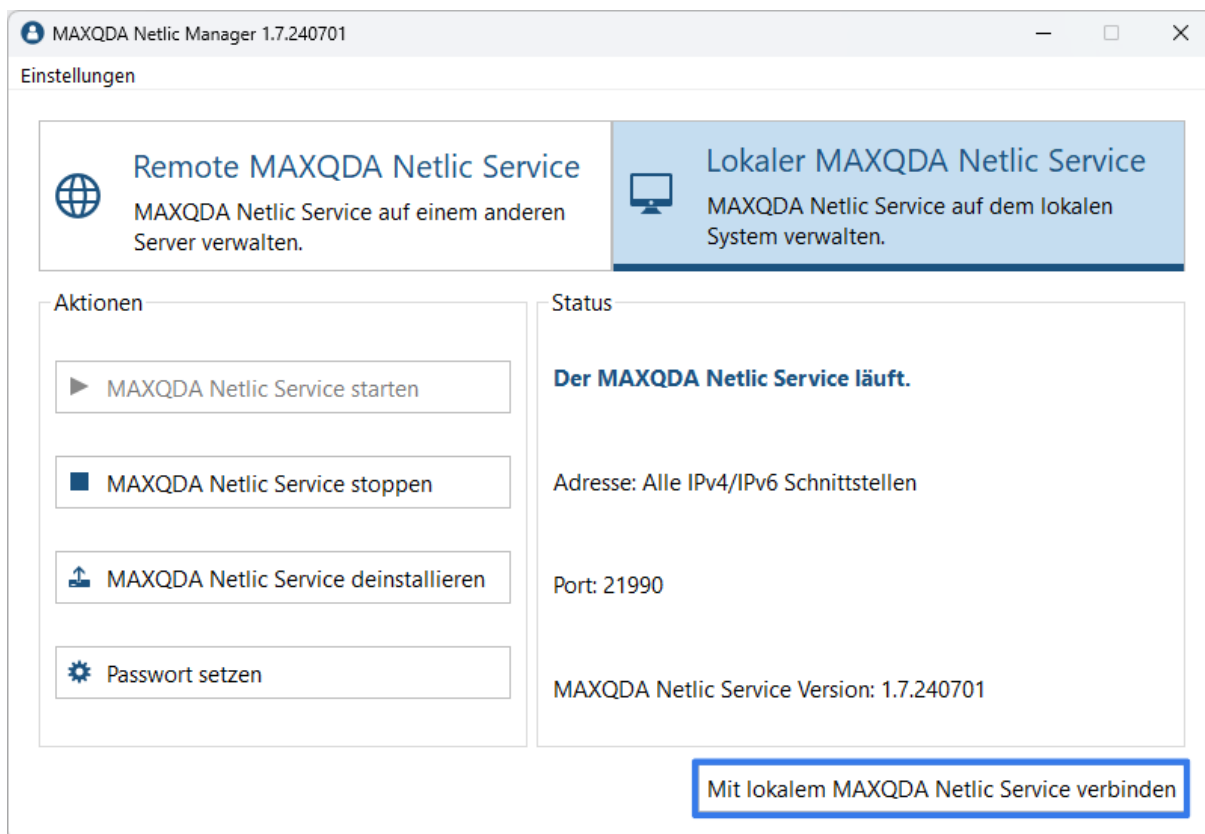 MAXQDA Netlic Manager 1.7.240701
Einstellungen
Remote MAXQDA Netlic Service
MAXQDA Netlic Service auf einem anderen
Server verwalten.
Lokaler MAXQDA Netlic Service
MAXQDA Netlic Service auf dem lokalen
System verwalten.
Aktionen
MAXQDA Netlic Service starten
MAXQDA Netlic Service stoppen
MAXQDA Netlic Service deinstallieren
Passwort setzen
Status
Der MAXQDA Netlic Service läuft.
Adresse: Alle IPv4/IPv6 Schnittstellen
Port: 21990
MAXQDA Netlic Service Version: 1.7.240701
Mit lokalem MAXQDA Netlic Service verbinden